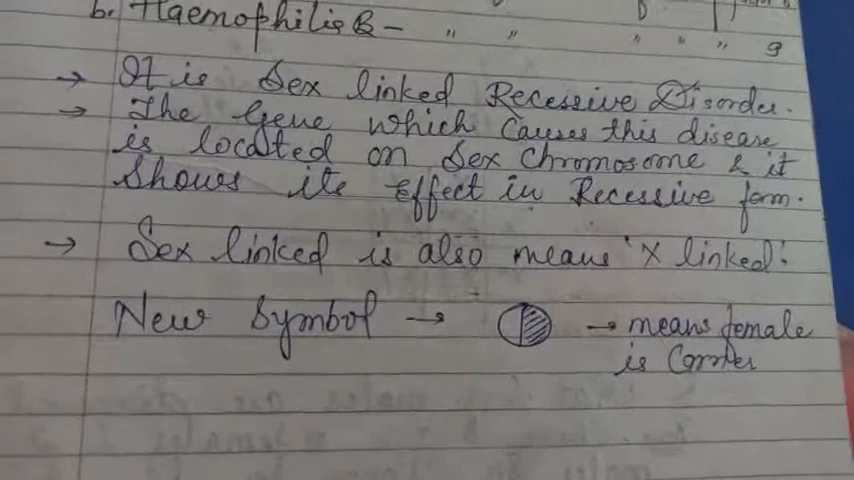 b. Haemophilis B - " " " " " 9
→ It is Sex linked Recessive Disorder.
→ The Gene which Causes this disease
is located on Sex Chromosome & it
Shows its effect in Recessive form.
→ Sex linked is also means 'X linked'
New Symbol → → means female
is Carrier